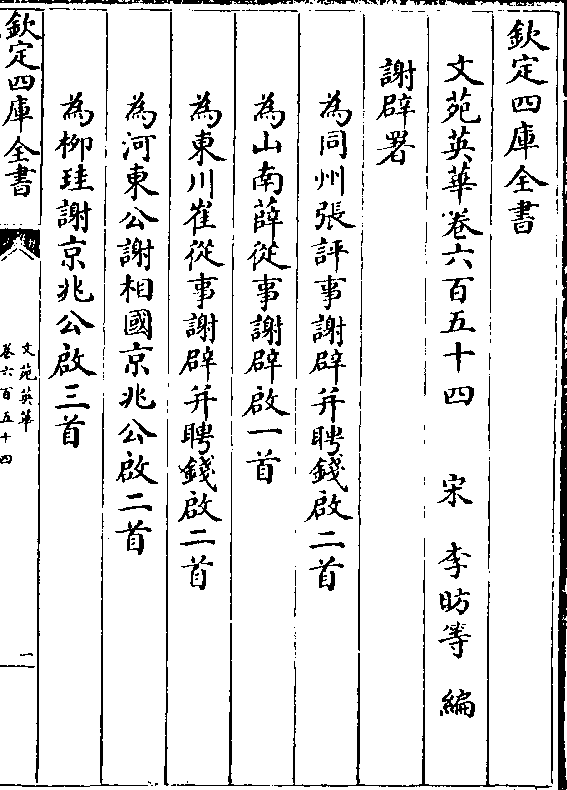 欽定四庫全書
文苑英華卷六百五十四 宋 李昉等 編
謝辟署
為同州張評事謝辟并聘錢啟二首
為山南薛從事謝辟啟一首
為東川崔從事謝辟并聘錢啟二首
為河東公謝相國京兆公啟二首
為柳珪謝京兆公啟三首
欽定四庫全書
文苑英華
卷六百五十四
一